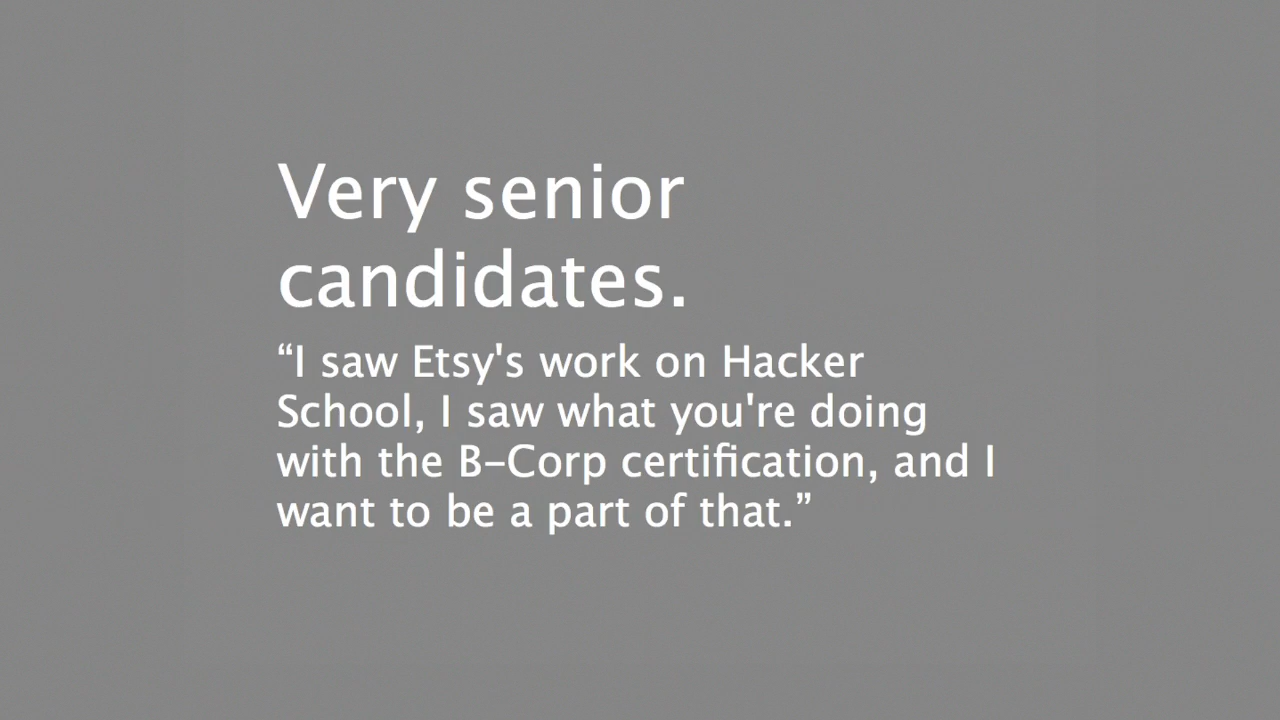 Very senior
candidates.
“I saw Etsy's work on Hacker
School, I saw what you're doing
with the B–Corp certification, and I
want to be a part of that.”